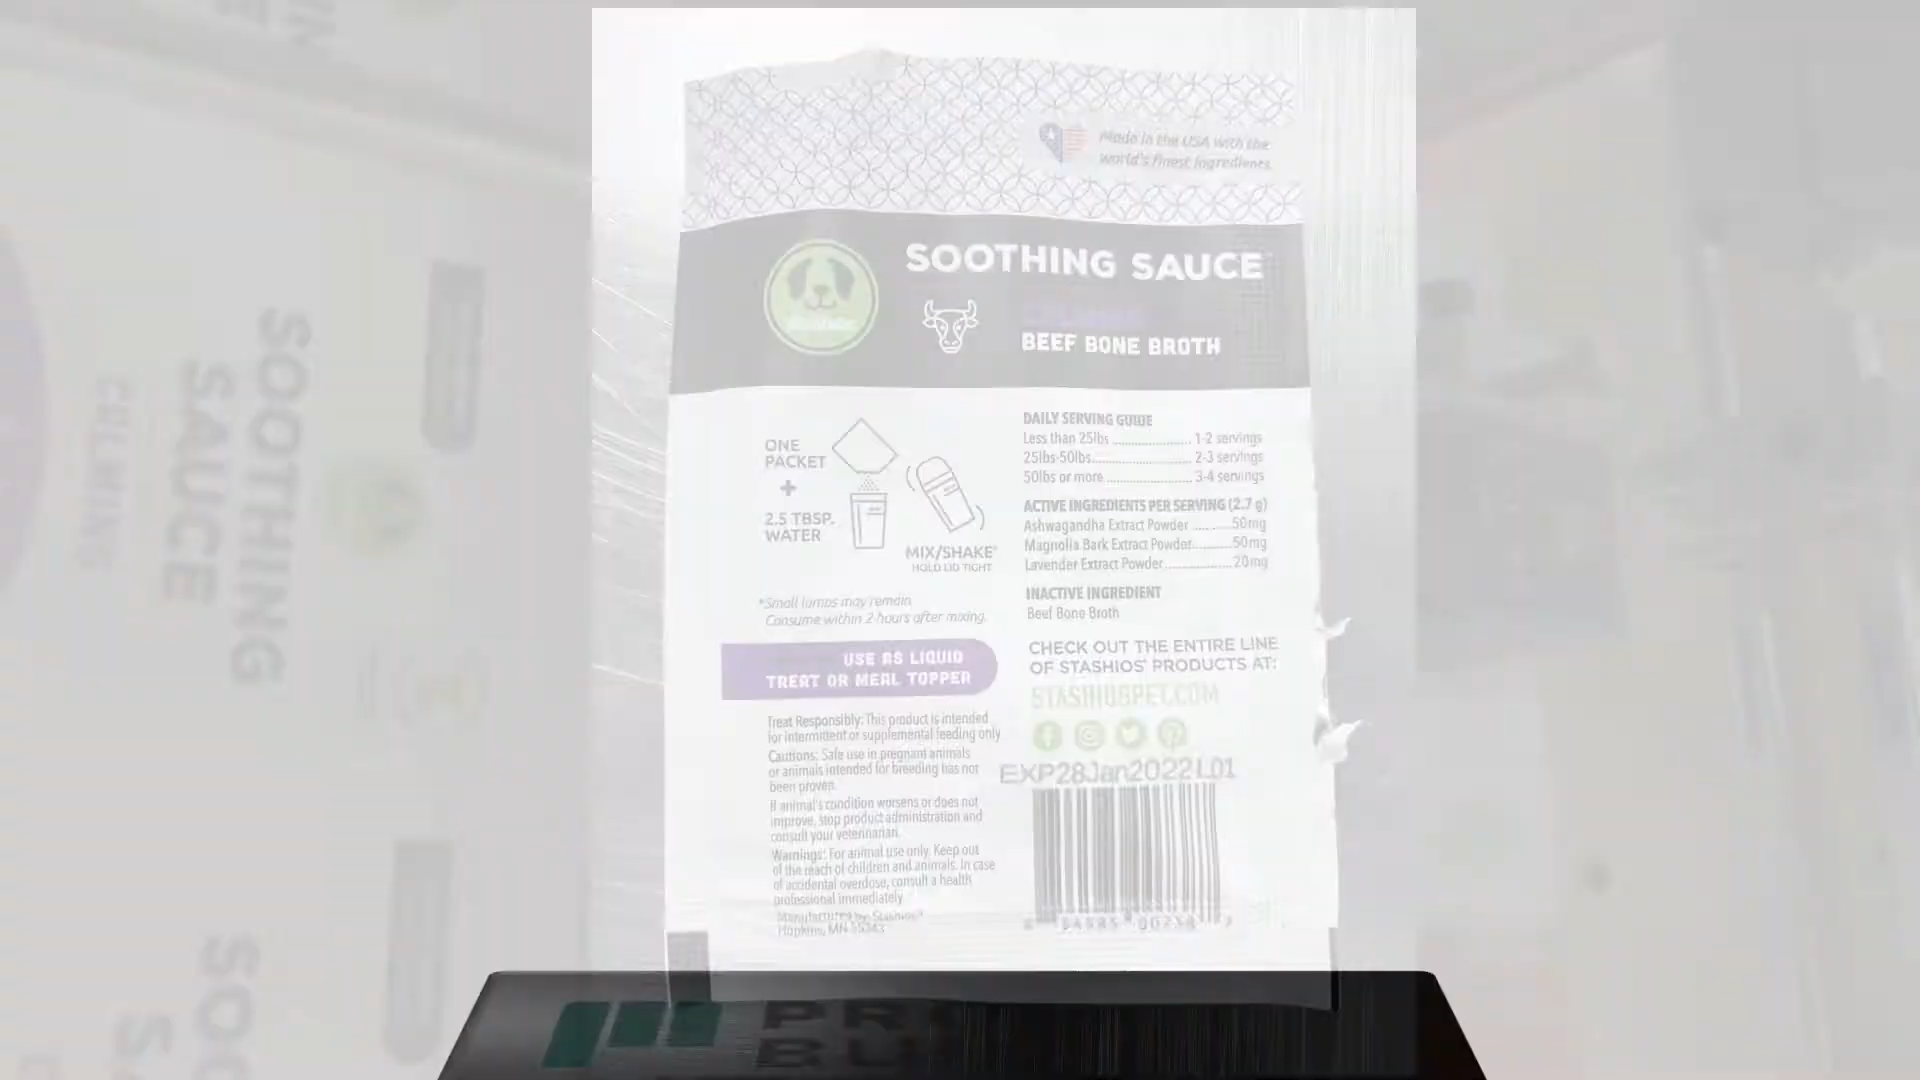 Made in the USA with the
world's finest ingredients.
SOOTHING SAUCE
BEEF BONE BROTH
ONE
PACKET
+
2.5 TBSP.
WATER
MIX/SHAKE*
HOLD LID TIGHT
*Small lumps may remain.
Consume within 2 hours after mixing.
USE AS LIQUID
TREAT OR MEAL TOPPER
Treat Responsibly: This product is intended
for intermittent or supplemental feeding only
Cautions: Safe use in pregnant animals
or animals intended for breeding has not
been proven.
If animal's condition worsens or does not
improve, stop product administration and
consult your veterinarian.
Warnings: For animal use only. Keep out
of the reach of children and animals. In case
of accidental overdose, consult a health
professional immediately
Manufactured by: Stashios
Hopkins, MN 55343
DAILY SERVING GUIDE
Less than 25lbs ........................ 1-2 servings
25lbs-50lbs.............................. 2-3 servings
50lbs or more .......................... 3-4 servings
ACTIVE INGREDIENTS PER SERVING (2.7 g)
Ashwagandha Extract Powder ..........50mg
Magnolia Bark Extract Powder...........50mg
Lavender Extract Powder...................20mg
INACTIVE INGREDIENT
Beef Bone Broth
CHECK OUT THE ENTIRE LINE
OF STASHIOS' PRODUCTS AT:
STASHIOSPET.COM
EXP28Jan2022L01
SOOTHING
SAUCE
CULMING
PR
BU